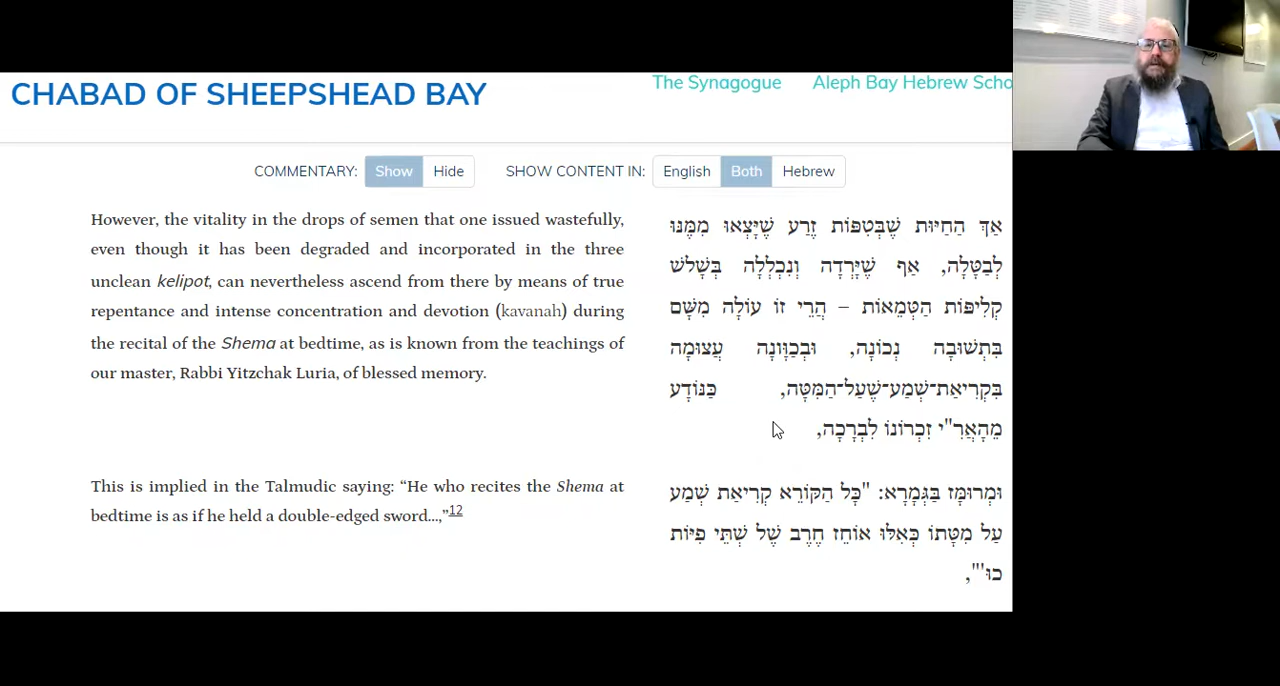 CHABAD OF SHEEPSHEAD BAY
The Synagogue
Aleph Bay Hebrew Scho
COMMENTARY: Show Hide SHOW CONTENT IN: English Both Hebrew
However, the vitality in the drops of semen that one issued wastefully,
even though it has been degraded and incorporated in the three
unclean kelipot, can nevertheless ascend from there by means of true
repentance and intense concentration and devotion (kavanah) during
the recital of the Shema at bedtime, as is known from the teachings of
our master, Rabbi Yitzchak Luria, of blessed memory.
אַךְ הַחַיּוּת שֶׁבְּטִפּוֹת זֶרַע שֶׁיָּצְאוּ מִמֶּנּוּ
לְבַטָּלָה, אַף שֶׁיָּרְדָה וְנִכְלְלָה בְּשָׁלֹשׁ
קְלִיפּוֹת הַטְּמֵאוֹת – הֲרֵי זוֹ עוֹלָה מִשָּׁם
בִּתְשׁוּבָה נְכוֹנָה, וּבְכַוָּונָה עֲצוּמָה
בִּקְרִיאַת־שְׁמַע־שֶׁעַל־הַמִּטָּה, כַּנּוֹדָע
מֵהָאֲרִ"י זִכְרוֹנוֹ לִבְרָכָה,
This is implied in the Talmudic saying: “He who recites the Shema at
bedtime is as if he held a double-edged sword...,”12
וּמְרוּמָּז בַּגְּמָרָא: "כָּל הַקּוֹרֵא קְרִיאַת שְׁמַע
עַל מִטָּתוֹ כְּאִלּוּ אוֹחֵז חֶרֶב שֶׁל שְׁתֵּי פִיּוֹת
כוּ'",